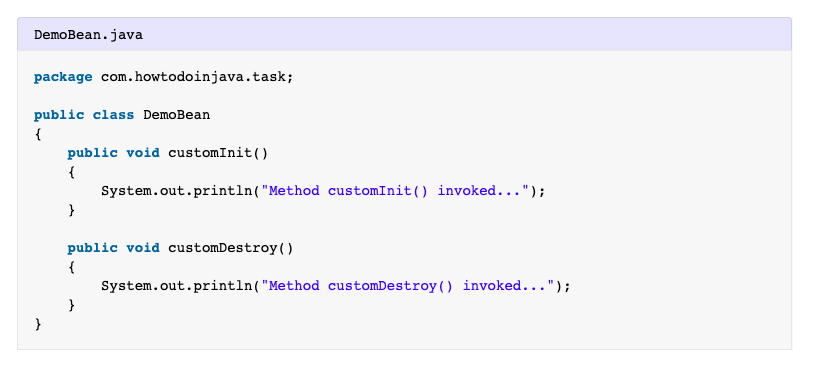 DemoBean.java
package com.howtodoinjava.task;
public class DemoBean
{
    public void customInit()
    {
        System.out.println("Method customInit() invoked...");
    }
    public void customDestroy()
    {
        System.out.println("Method customDestroy() invoked...");
    }
}